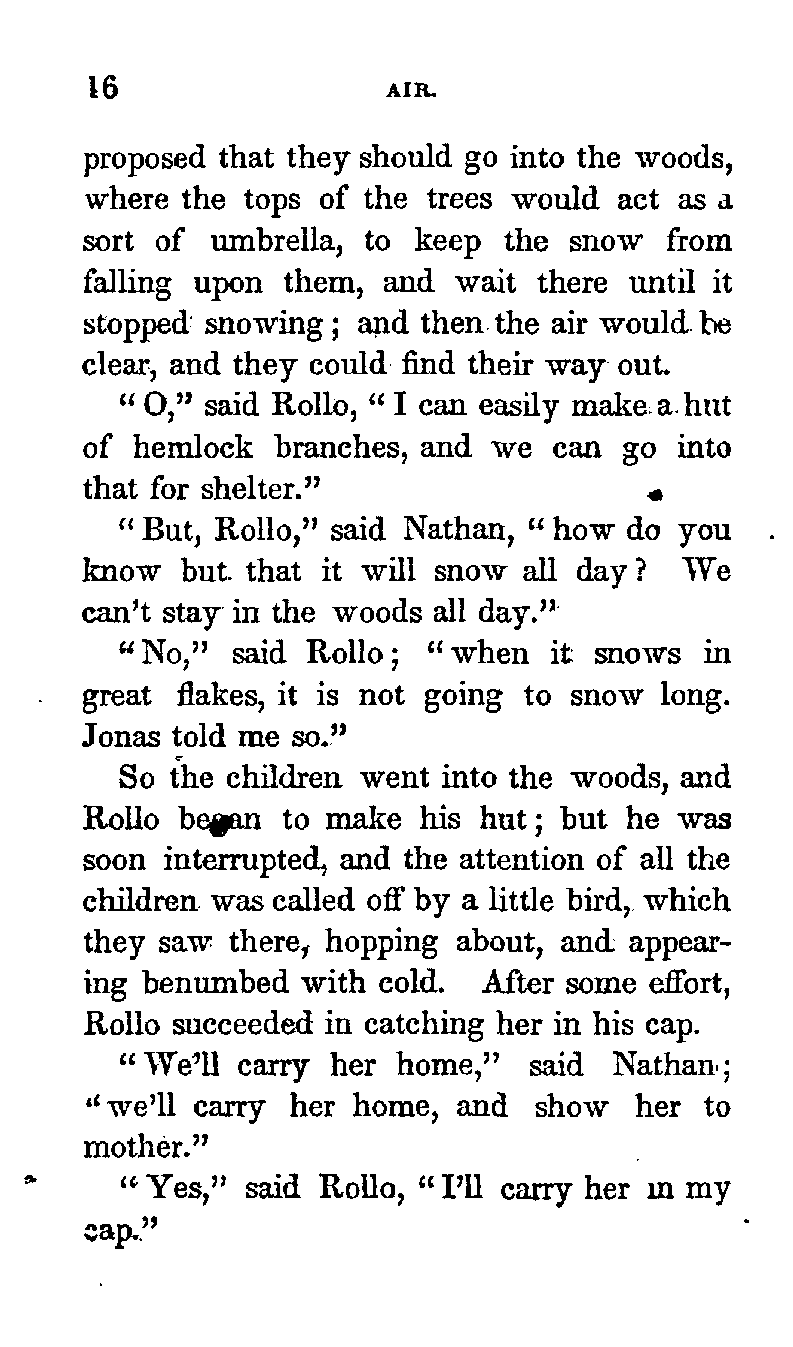 16 AIR.
proposed that they should go into the woods,
where the tops of the trees would act as a
sort of umbrella, to keep the snow from
falling upon them, and wait there until it
stopped snowing; and then the air would be
clear, and they could find their way out.
"O," said Rollo, "I can easily make a hut
of hemlock branches, and we can go into
that for shelter."
"But, Rollo," said Nathan, "how do you
know but that it will snow all day? We
can't stay in the woods all day."
"No," said Rollo; "when it snows in
great flakes, it is not going to snow long.
Jonas told me so."
So the children went into the woods, and
Rollo began to make his hut; but he was
soon interrupted, and the attention of all the
children was called off by a little bird, which
they saw there, hopping about, and appear-
ing benumbed with cold. After some effort,
Rollo succeeded in catching her in his cap.
"We'll carry her home," said Nathan;
"we'll carry her home, and show her to
mother."
"Yes," said Rollo, "I'll carry her in my
cap."